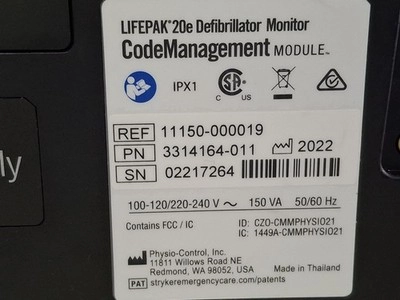 LIFEPAK® 20e Defibrillator Monitor
CodeManagement MODULE™
IPX1
CSA
C US
REF 11150-000019
PN 3314164-011 2022
SN 02217264
100-120/220-240 V ~ 150 VA 50/60 Hz
Contains FCC / IC ID: CZO-CMMPHYSIO21
IC: 1449A-CMMPHYSIO21
Physio-Control, Inc.
11811 Willows Road NE
Redmond, WA 98052, USA Made in Thailand
PAT strykeremergencycare.com/patents